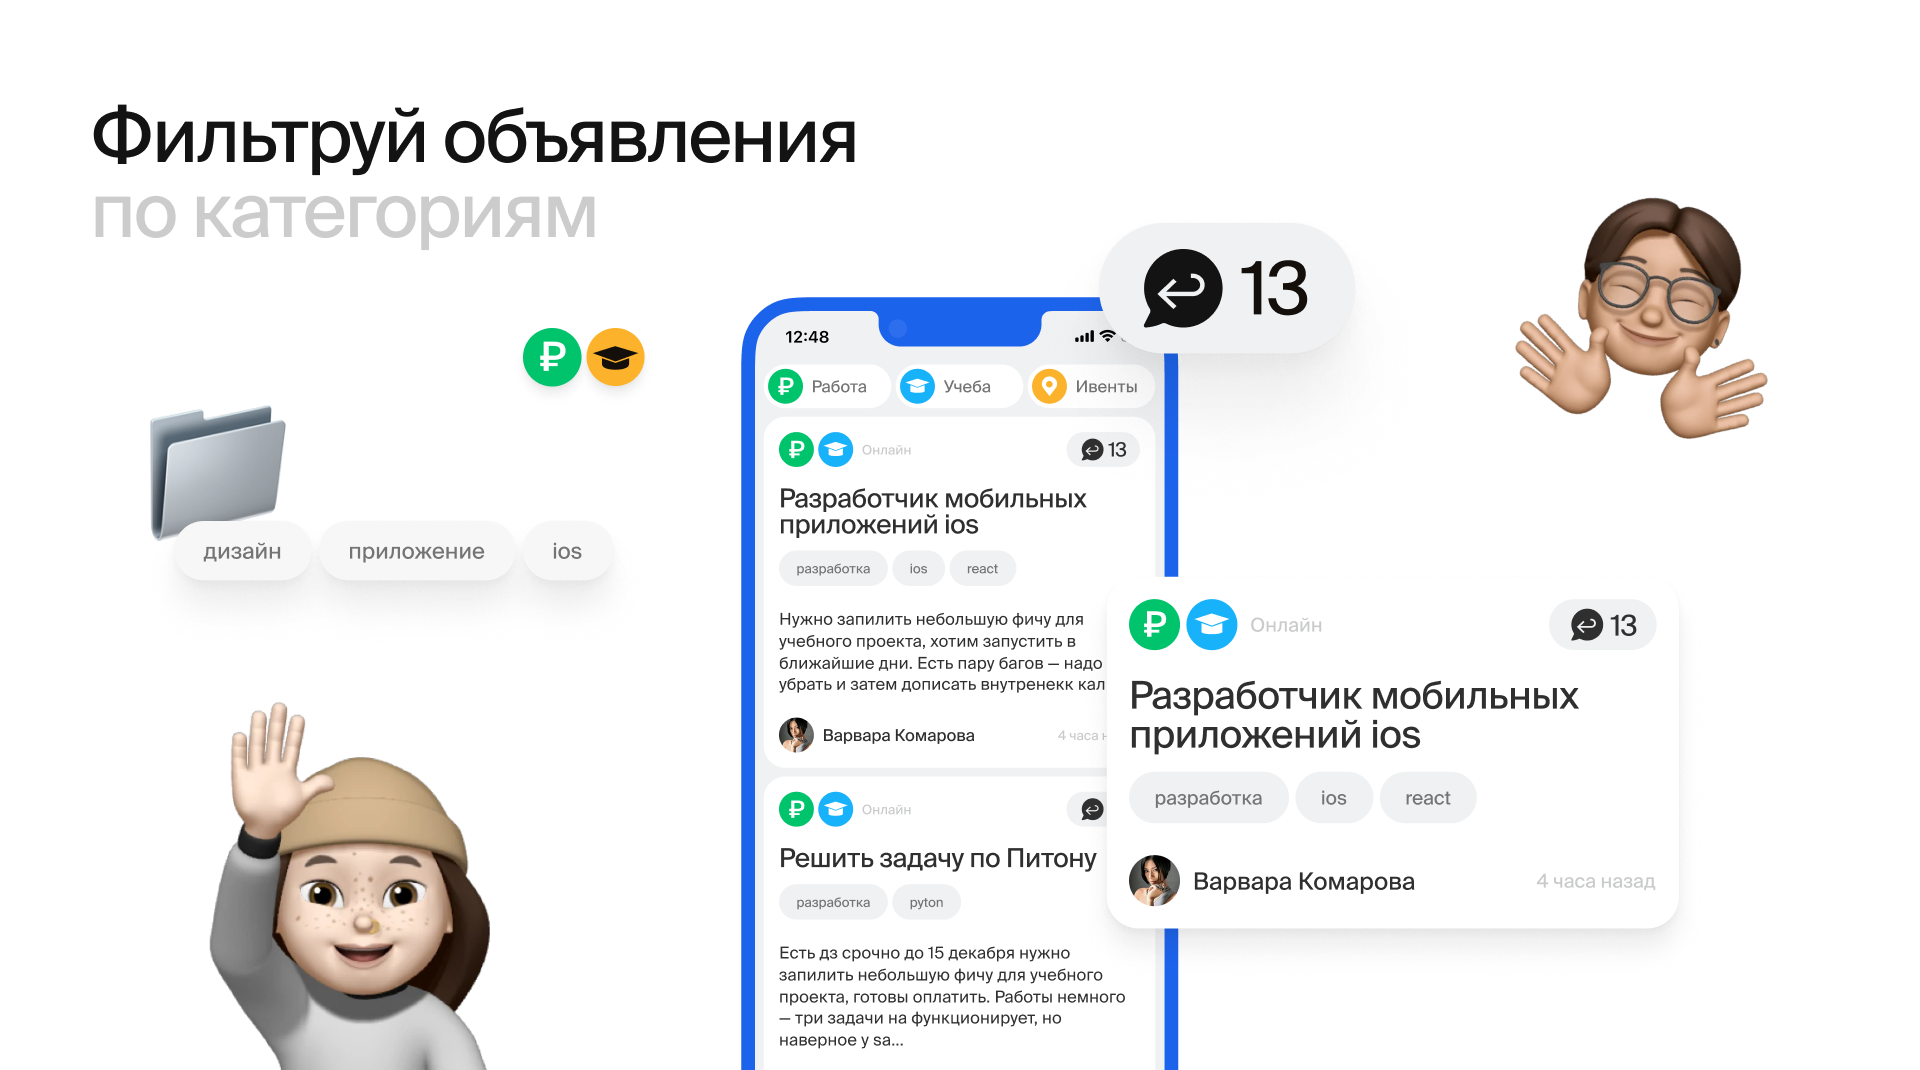 Фильтруй объявления
по категориям
дизайн
приложение
ios
13
12:48
Работа
Учеба
Ивенты
Онлайн
13
Разработчик мобильных
приложений ios
разработка
ios
react
Нужно запилить небольшую фичу для
учебного проекта, хотим запустить в
ближайшие дни. Есть пару багов — надо
убрать и затем дописать внутренекк кал
Варвара Комарова
4 часа
Онлайн
Решить задачу по Питону
разработка
pyton
Есть дз срочно до 15 декабря нужно
запилить небольшую фичу для учебного
проекта, готовы оплатить. Работы немного
— три задачи на функционирует, но
наверное у sa...
Онлайн
13
Разработчик мобильных
приложений ios
разработка
ios
react
Варвара Комарова
4 часа назад